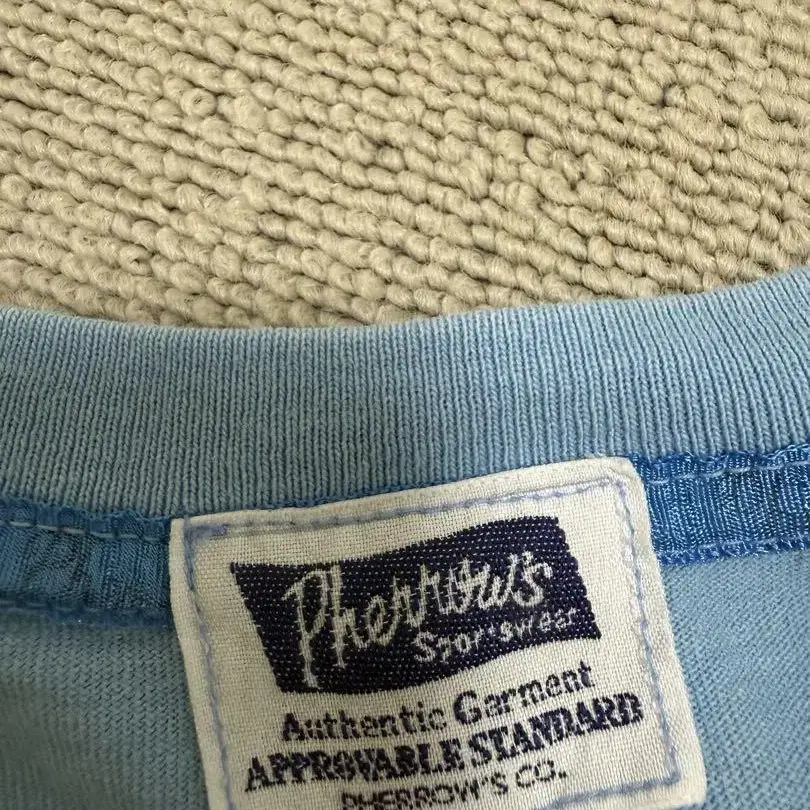 Pherrow's
Sportswear
Authentic Garment
APPROVABLE STANDARD
PHERROW'S CO.